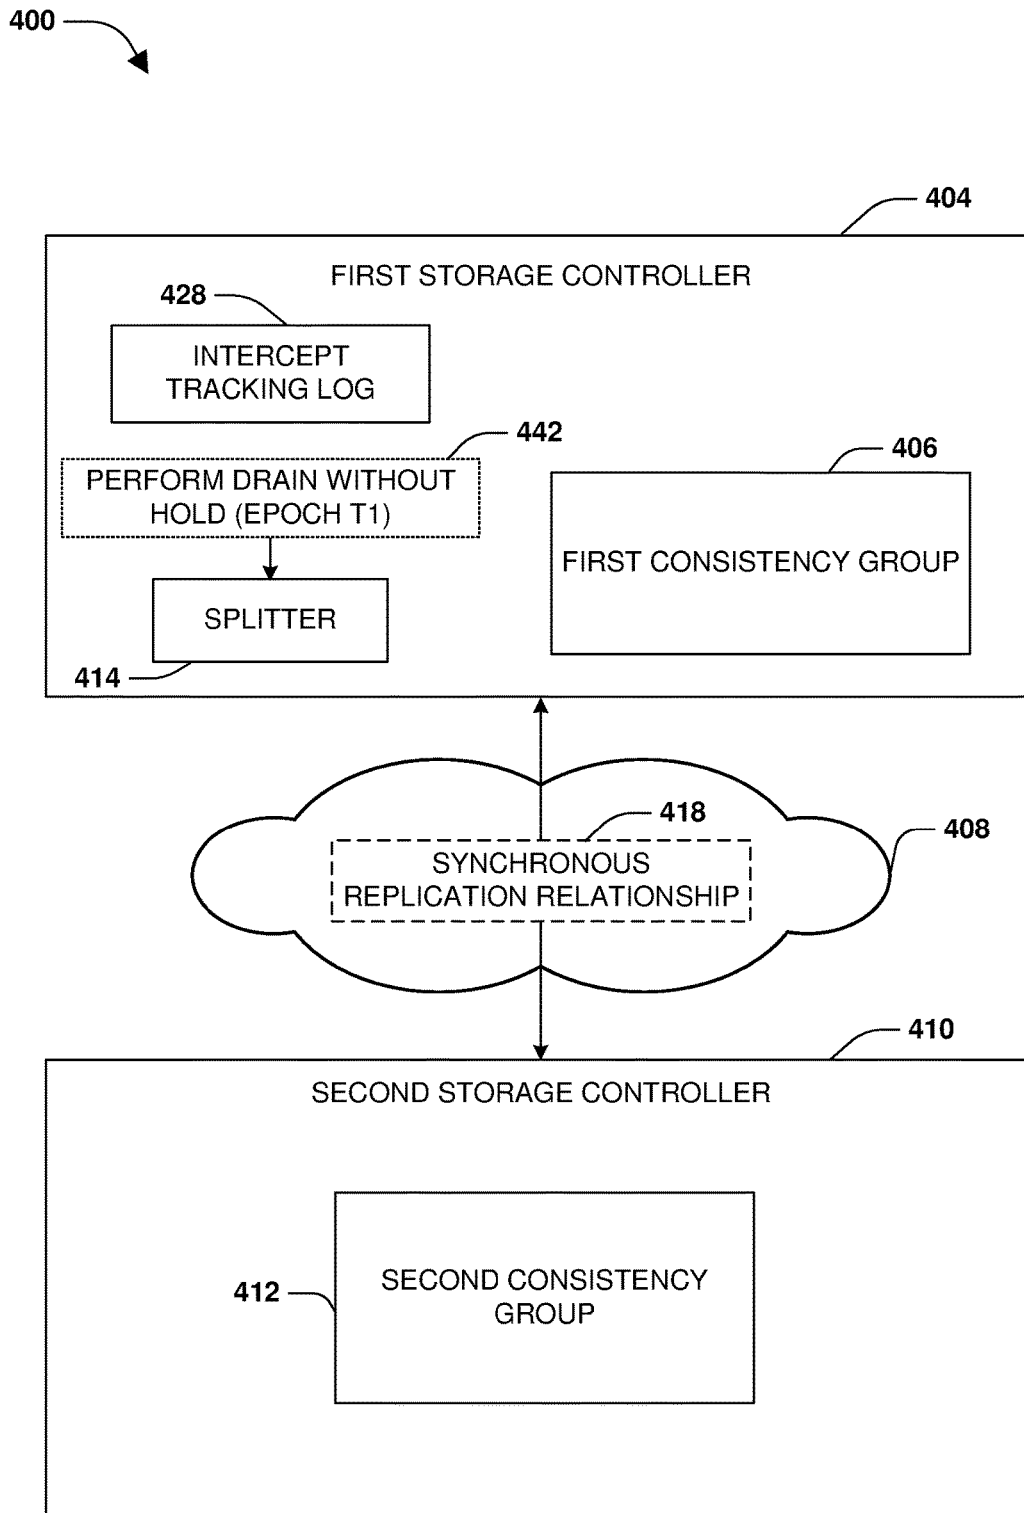 400
404
FIRST STORAGE CONTROLLER
428
INTERCEPT
TRACKING LOG
442
PERFORM DRAIN WITHOUT
HOLD (EPOCH T1)
406
FIRST CONSISTENCY GROUP
SPLITTER
414
418
SYNCHRONOUS
REPLICATION RELATIONSHIP
408
410
SECOND STORAGE CONTROLLER
412
SECOND CONSISTENCY
GROUP